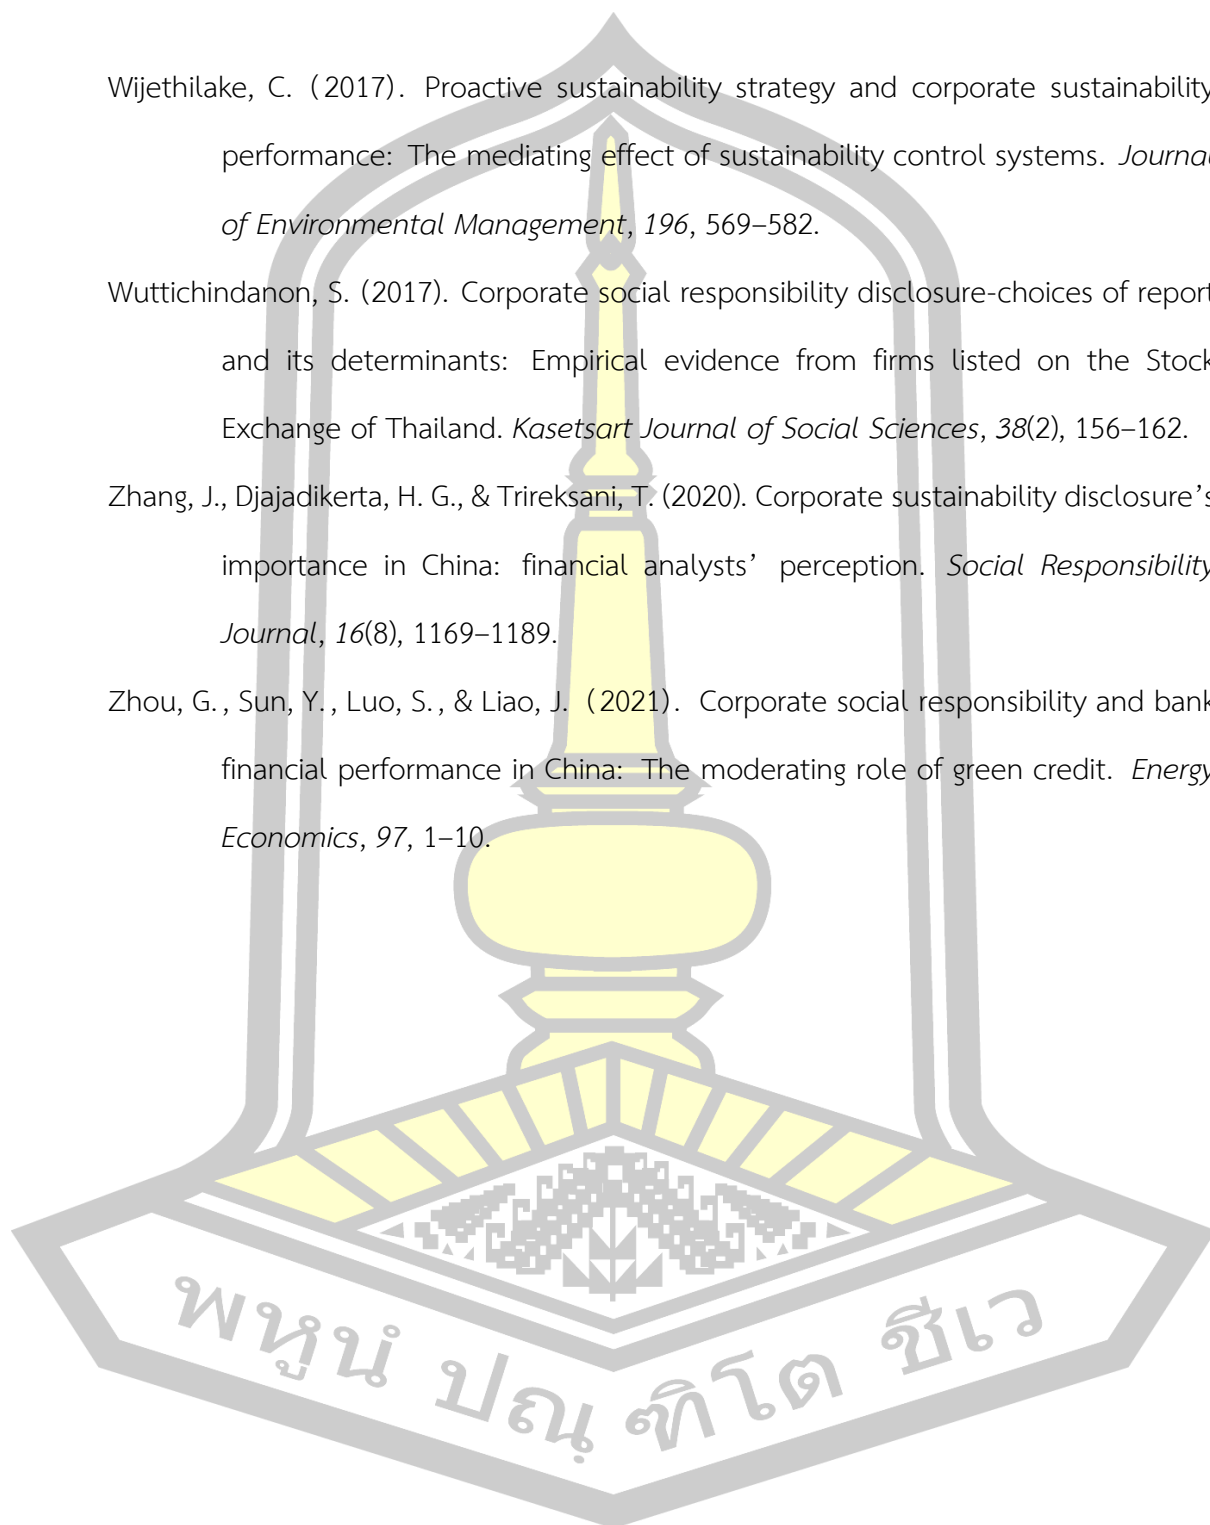 Wijethilake, C. (2017). Proactive sustainability strategy and corporate sustainability
performance: The mediating effect of sustainability control systems. Journal
of Environmental Management, 196, 569–582.
Wuttichindanon, S. (2017). Corporate social responsibility disclosure-choices of report
and its determinants: Empirical evidence from firms listed on the Stock
Exchange of Thailand. Kasetsart Journal of Social Sciences, 38(2), 156–162.
Zhang, J., Djajadikerta, H. G., & Trireksani, T. (2020). Corporate sustainability disclosure’s
importance in China: financial analysts’ perception. Social Responsibility
Journal, 16(8), 1169–1189.
Zhou, G., Sun, Y., Luo, S., & Liao, J. (2021). Corporate social responsibility and bank
financial performance in China: The moderating role of green credit. Energy
Economics, 97, 1–10.
พหูนํ ปณฺ ฑิโต ชีเว